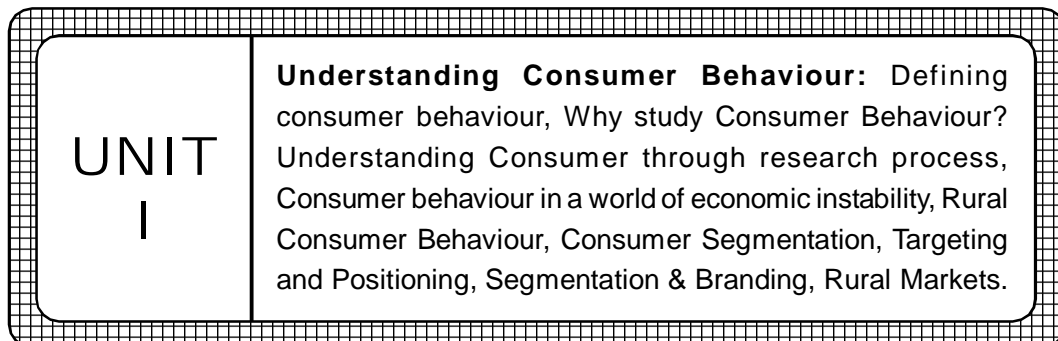 UNIT
I
Understanding Consumer Behaviour: Defining
consumer behaviour, Why study Consumer Behaviour?
Understanding Consumer through research process,
Consumer behaviour in a world of economic instability, Rural
Consumer Behaviour, Consumer Segmentation, Targeting
and Positioning, Segmentation & Branding, Rural Markets.